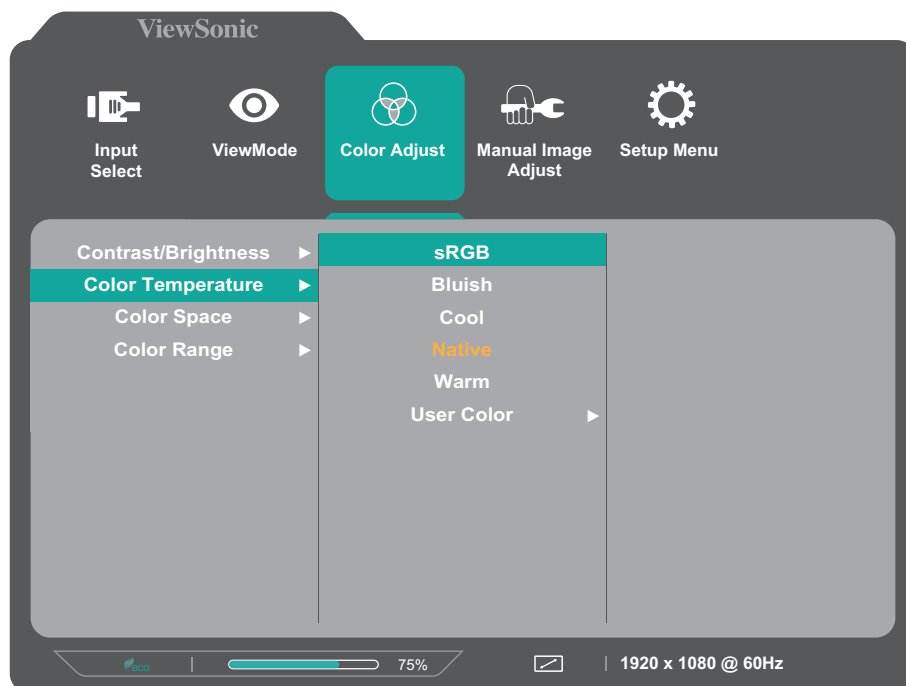 ViewSonic
Input
Select
ViewMode
Color Adjust
Manual Image
Adjust
Setup Menu
Contrast/Brightness
Color Temperature
Color Space
Color Range
sRGB
Bluish
Cool
Native
Warm
User Color
eco
75%
1920 x 1080 @ 60Hz